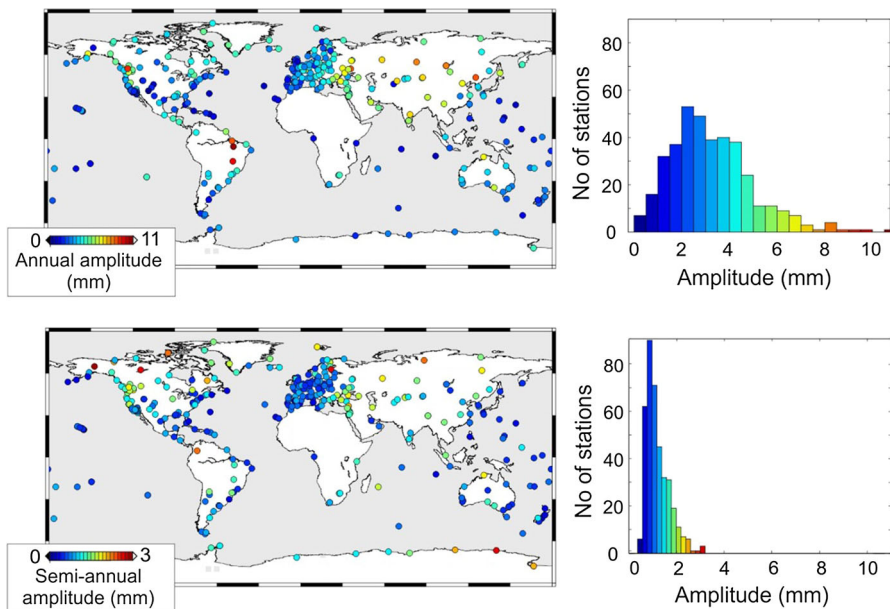 0 11
Annual amplitude
(mm)
No of stations
80
60
40
20
0
0 2 4 6 8 10
Amplitude (mm)
0 3
Semi-annual
amplitude (mm)
No of stations
80
60
40
20
0
0 2 4 6 8 10
Amplitude (mm)